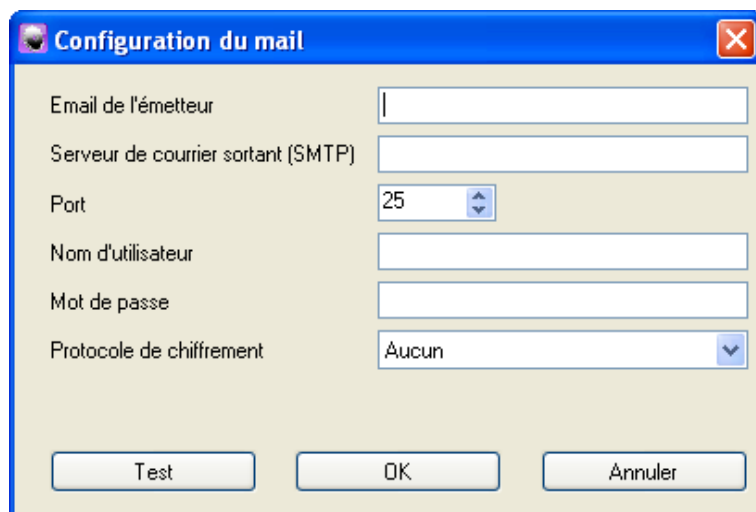 Configuration du mail
Email de l'émetteur
Serveur de courrier sortant (SMTP)
Port 25
Nom d'utilisateur
Mot de passe
Protocole de chiffrement Aucun
Test OK Annuler